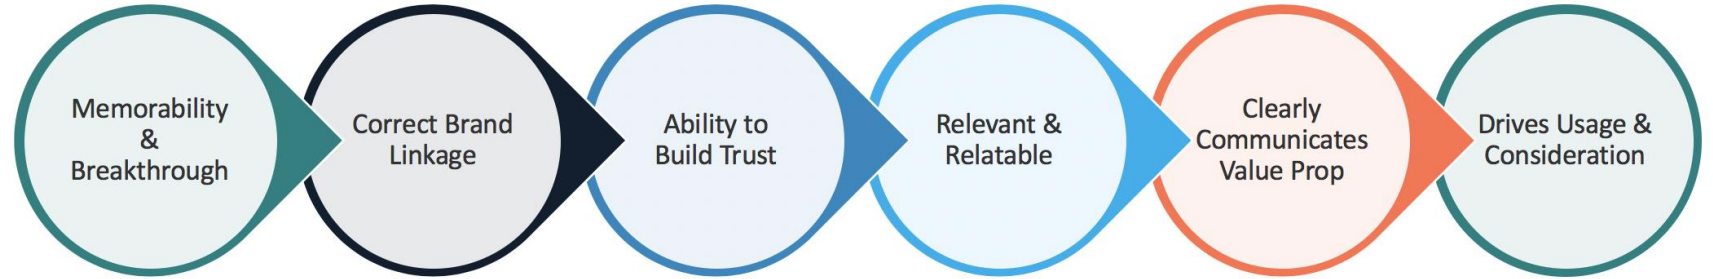 Memorability
&
Breakthrough
Correct Brand
Linkage
Ability to
Build Trust
Relevant &
Relatable
Clearly
Communicates
Value Prop
Drives Usage &
Consideration